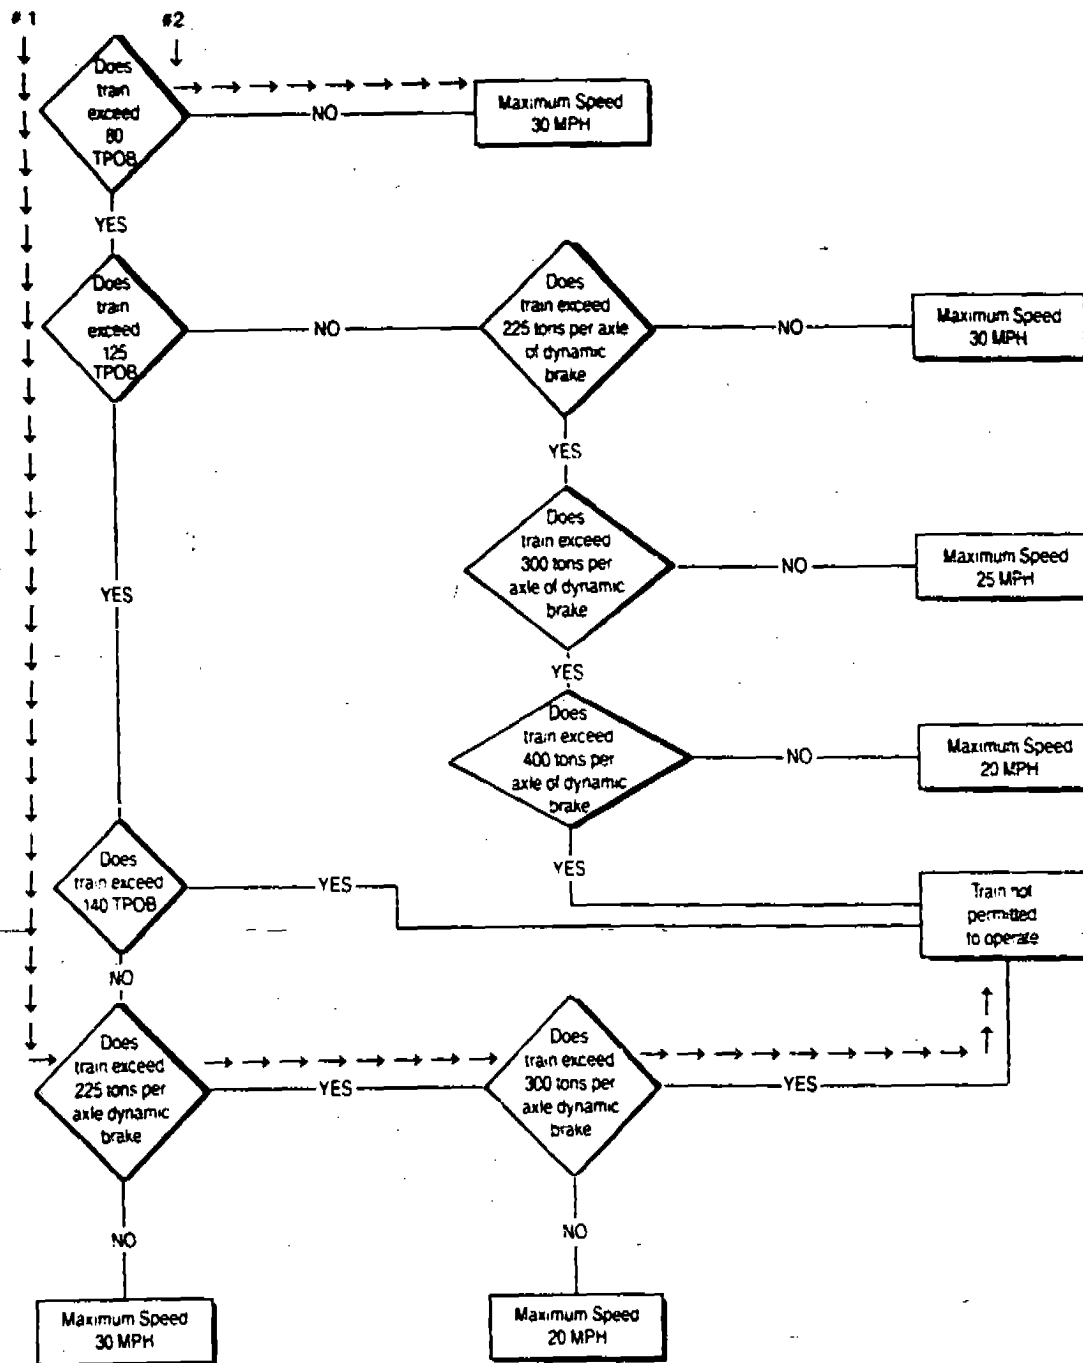 #1
#2
Does
train
exceed
80
TPOB
NO
Maximum Speed
30 MPH
YES
Does
train
exceed
125
TPOB
NO
Does
train exceed
225 tons per axle
of dynamic
brake
NO
Maximum Speed
30 MPH
YES
Does
train exceed
300 tons per
axle of dynamic
brake
NO
Maximum Speed
25 MPH
YES
YES
Does
train exceed
400 tons per
axle of dynamic
brake
NO
Maximum Speed
20 MPH
YES
Does
train exceed
140 TPOB
YES
Train not
permitted
to operate
NO
Does
train exceed
225 tons per
axle dynamic
brake
YES
Does
train exceed
300 tons per
axle dynamic
brake
YES
NO
NO
Maximum Speed
30 MPH
Maximum Speed
20 MPH